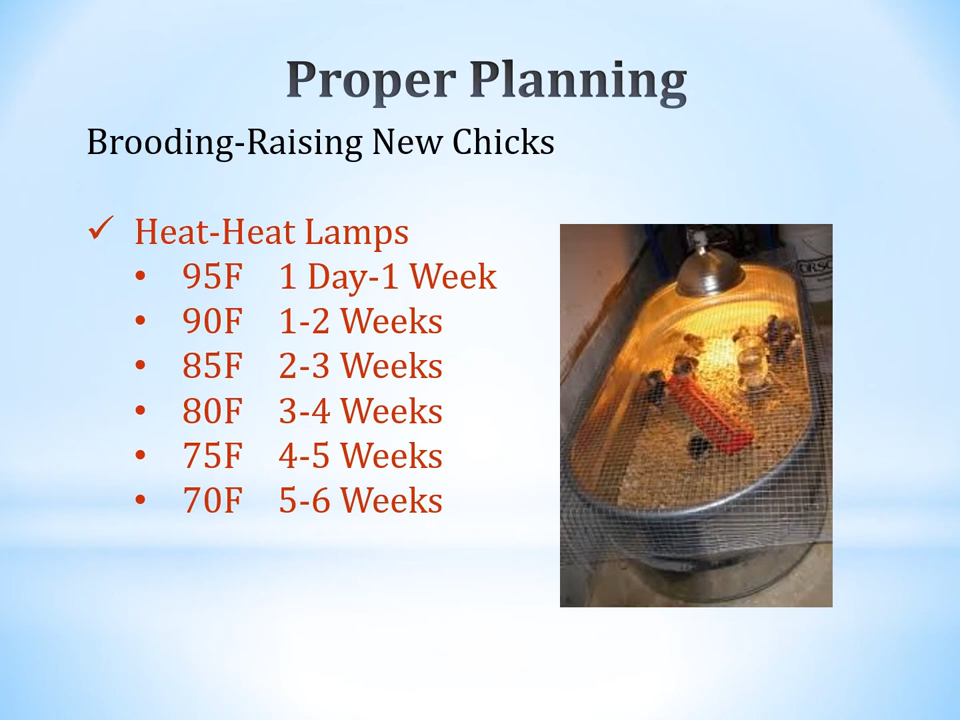 Proper Planning
Brooding-Raising New Chicks
✓ Heat-Heat Lamps
• 95F 1 Day-1 Week
• 90F 1-2 Weeks
• 85F 2-3 Weeks
• 80F 3-4 Weeks
• 75F 4-5 Weeks
• 70F 5-6 Weeks